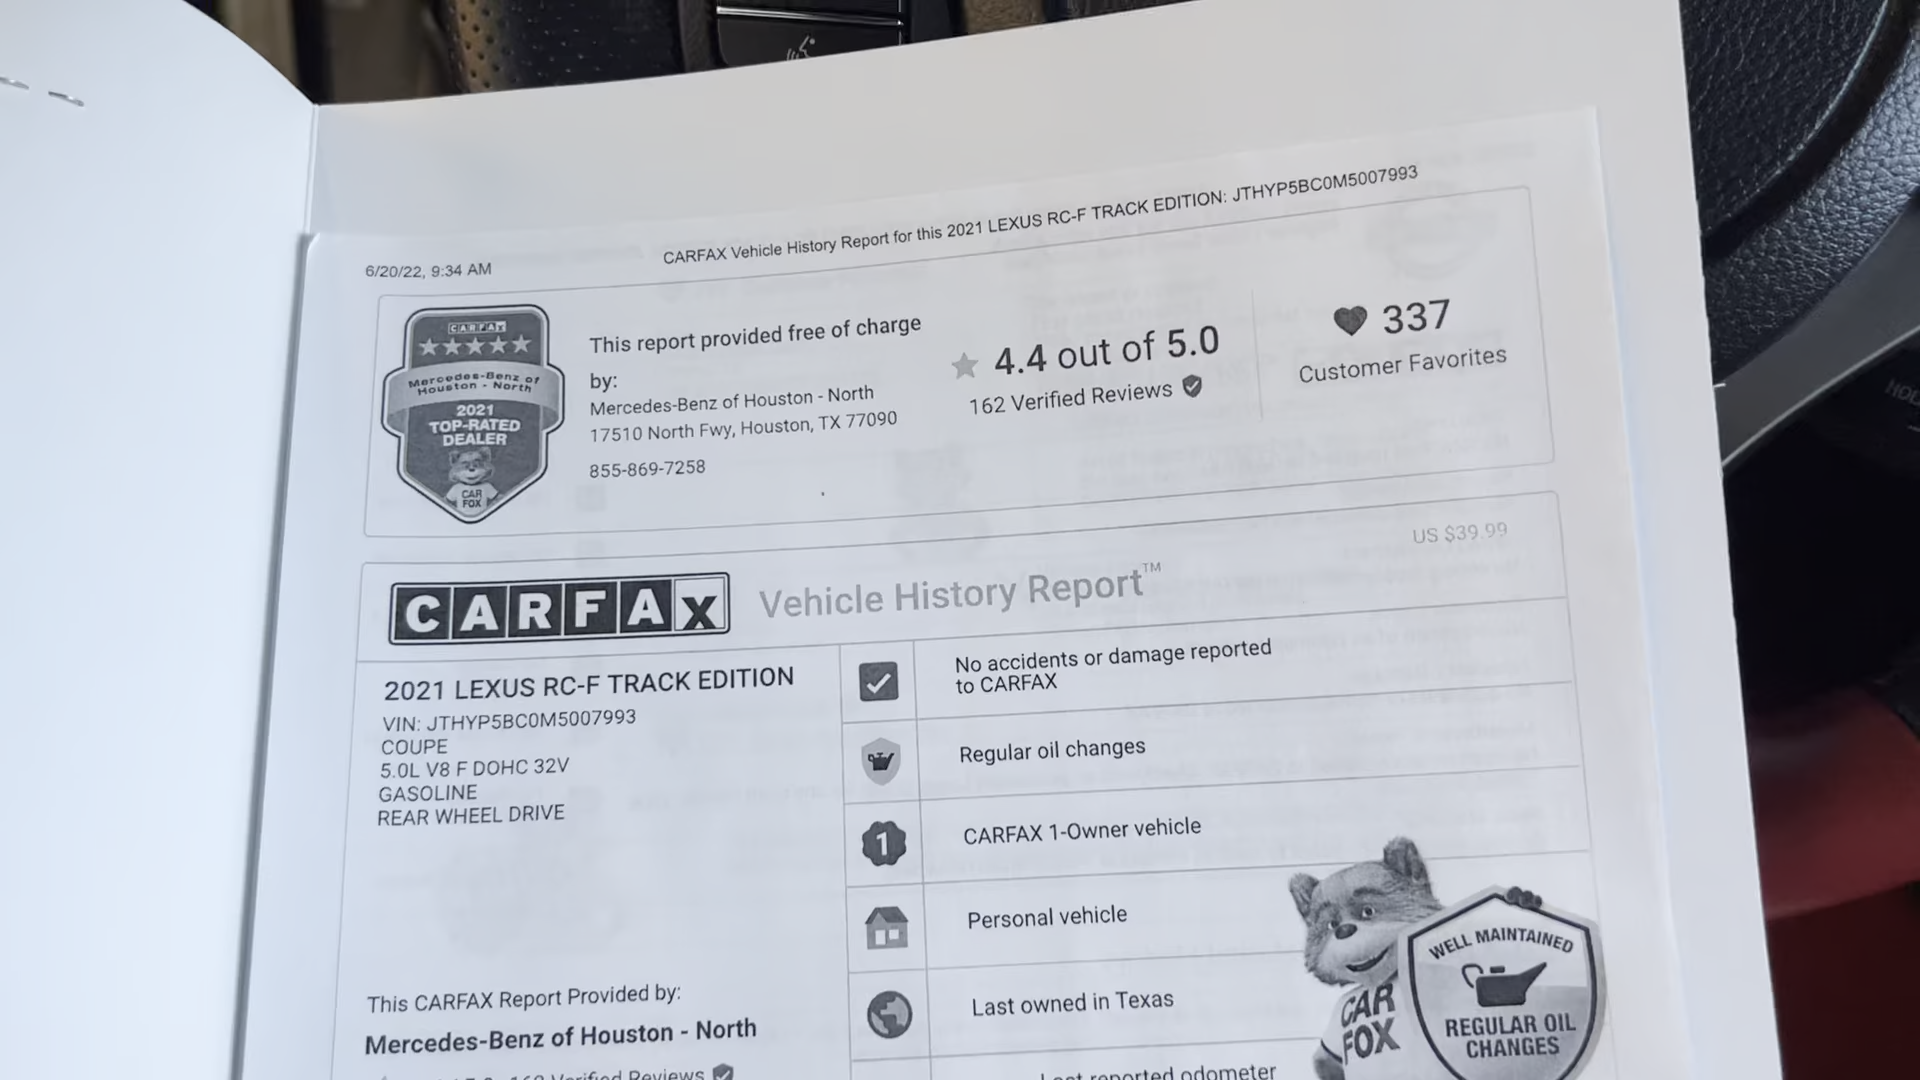 6/20/22, 9:34 AM
CARFAX Vehicle History Report for this 2021 LEXUS RC-F TRACK EDITION: JTHYP5BC0M5007993
CARFAX
Mercedes-Benz of
Houston - North
2021
TOP-RATED
DEALER
CAR
FOX
This report provided free of charge
by:
Mercedes-Benz of Houston - North
17510 North Fwy, Houston, TX 77090
855-869-7258
4.4 out of 5.0
162 Verified Reviews
337
Customer Favorites
US $39.99
CARFAX Vehicle History Report™
2021 LEXUS RC-F TRACK EDITION
VIN: JTHYP5BC0M5007993
COUPE
5.0L V8 F DOHC 32V
GASOLINE
REAR WHEEL DRIVE
This CARFAX Report Provided by:
Mercedes-Benz of Houston - North
Verified Reviews
No accidents or damage reported
to CARFAX
Regular oil changes
1
CARFAX 1-Owner vehicle
Personal vehicle
Last owned in Texas
Last reported odometer
CAR
FOX
WELL MAINTAINED
REGULAR OIL
CHANGES